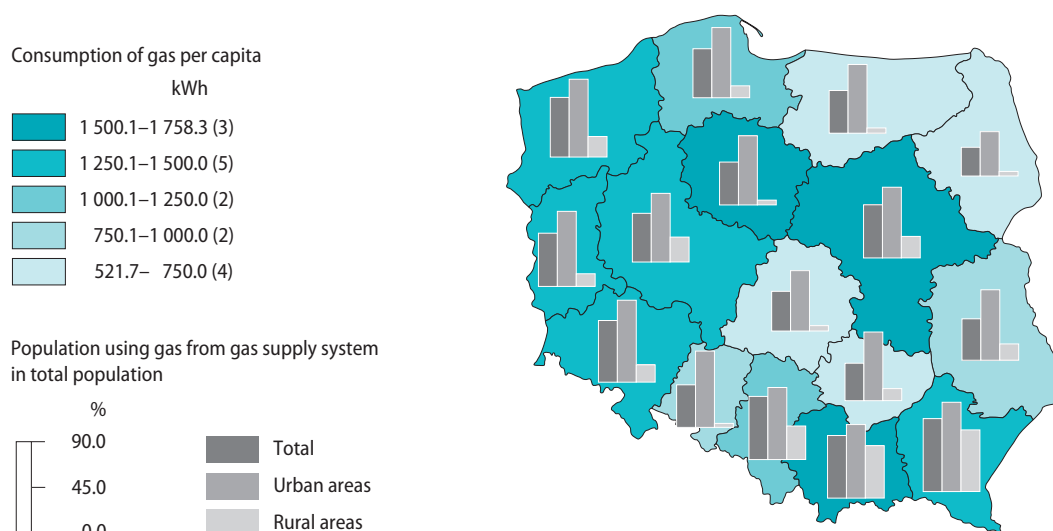 Consumption of gas per capita
kWh
1 500.1–1 758.3 (3)
1 250.1–1 500.0 (5)
1 000.1–1 250.0 (2)
750.1–1 000.0 (2)
521.7– 750.0 (4)
Population using gas from gas supply system
in total population
%
90.0
45.0
0.0
Total
Urban areas
Rural areas